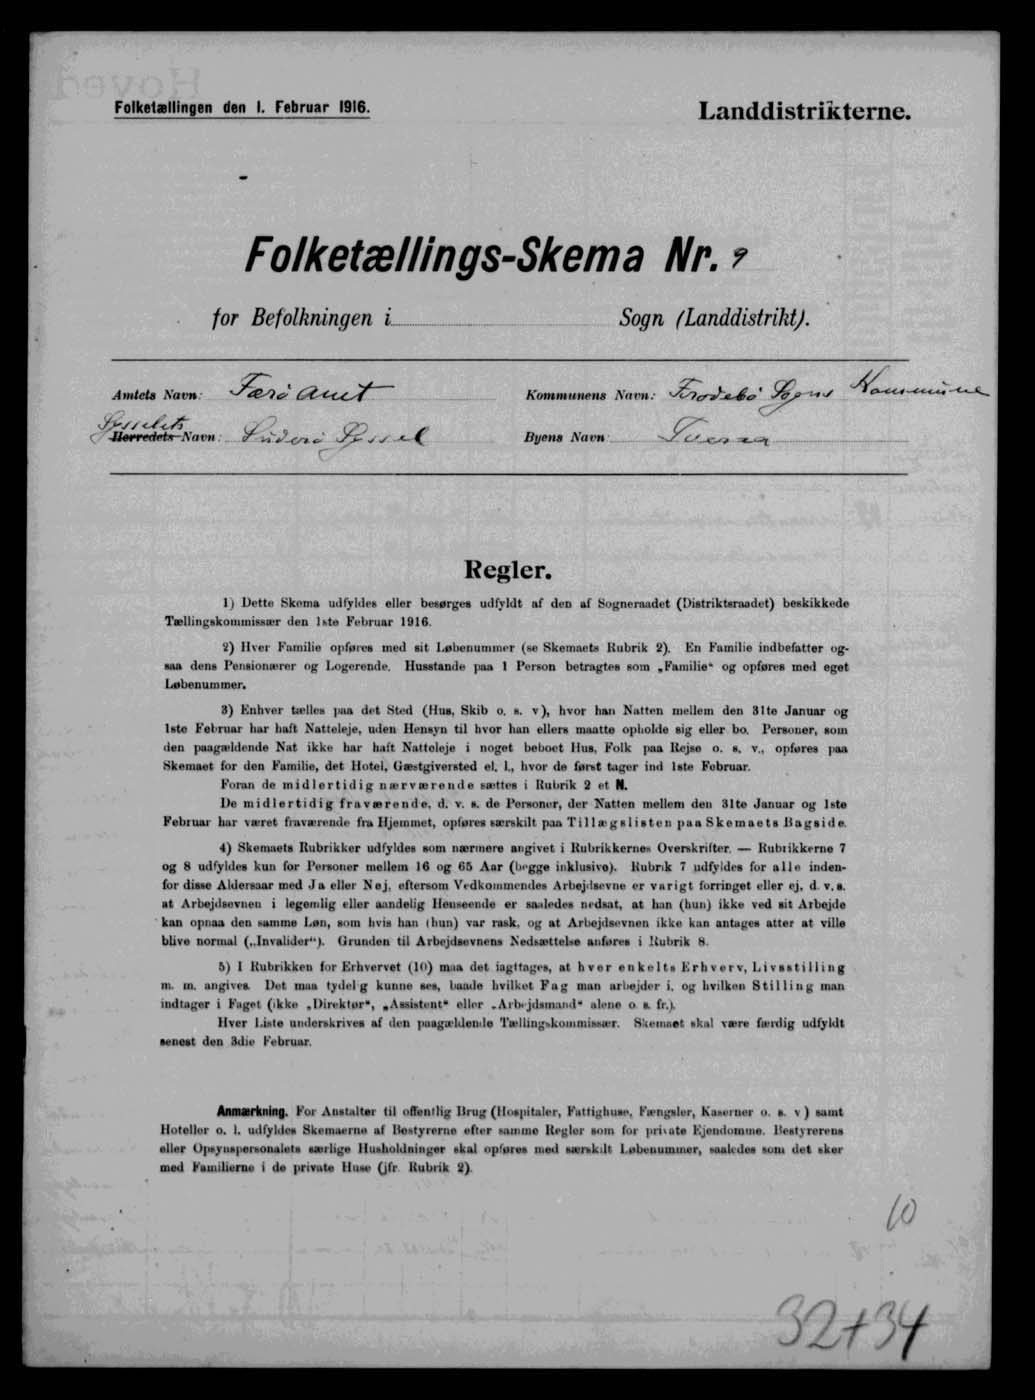 Folketællingen den 1. Februar 1916.
Landdistrikterne.
Folketællings-Skema Nr. 9
for Befolkningen i Sogn (Landdistrikt).
Amtets Navn: Færø Amt
Kommunens Navn: Frodebø Sogns Kommune
Sysselets
Herredets Navn: Suderø Syssel
Byens Navn: Tveraa
Regler.
1) Dette Skema udfyldes eller besørges udfyldt af den af Sogneraadet (Distriktsraadet) beskikkede
Tællingskommissær den 1ste Februar 1916.
2) Hver Familie opføres med sit Løbenummer (se Skemaets Rubrik 2). En Familie indbefatter og-
saa dens Pensionærer og Logerende. Husstande paa 1 Person betragtes som „Familie“ og opføres med eget
Løbenummer.
3) Enhver tælles paa det Sted (Hus, Skib o. s. v), hvor han Natten mellem den 31te Januar og
1ste Februar har haft Natteleje, uden Hensyn til hvor han ellers maatte opholde sig eller bo. Personer, som
den paagældende Nat ikke har haft Natteleje i noget beboet Hus, Folk paa Rejse o. s. v., opføres paa
Skemaet for den Familie, det Hotel, Gæstgiversted el. l., hvor de først tager ind 1ste Februar.
Foran de midlertidig nærværende sættes i Rubrik 2 et N.
De midlertidig fraværende, d. v. s. de Personer, der Natten mellem den 31te Januar og 1ste
Februar har været fraværende fra Hjemmet, opføres særskilt paa Tillægslisten paa Skemaets Bagside.
4) Skemaets Rubrikker udfyldes som nærmere angivet i Rubrikkernes Overskrifter. — Rubrikkerne 7
og 8 udfyldes kun for Personer mellem 16 og 65 Aar (begge inklusive). Rubrik 7 udfyldes for alle inden-
for disse Aldersaar med Ja eller Nej, eftersom Vedkommendes Arbejdsevne er varigt forringet eller ej, d. v. s.
at Arbejdsevnen i legemlig eller aandelig Henseende er saaledes nedsat, at han (hun) ikke ved sit Arbejde
kan opnaa den samme Løn, som hvis han (hun) var rask, og at Arbejdsevnen ikke kan antages atter at ville
blive normal („Invalider“). Grunden til Arbejdsevnens Nedsættelse anføres i Rubrik 8.
5) I Rubrikken for Erhvervet (10) maa det iagttages, at hver enkelts Erhverv, Livsstilling
m. m. angives. Det maa tydelig kunne ses, baade hvilket Fag man arbejder i, og hvilken Stilling man
indtager i Faget (ikke „Direktør“, „Assistent“ eller „Arbejdsmand“ alene o. s. fr.).
Hver Liste underskrives af den paagældende Tællingskommissær. Skemaet skal være færdig udfyldt
senest den 3die Februar.
Anmærkning. For Anstalter til offentlig Brug (Hospitaler, Fattighuse, Fængsler, Kaserner o. s. v) samt
Hoteller o. l. udfyldes Skemaerne af Bestyrerne efter samme Regler som for private Ejendomme. Bestyrerens
eller Opsynspersonalets særlige Husholdninger skal opføres med særskilt Løbenummer, saaledes som det sker
med Familierne i de private Huse (jfr. Rubrik 2).
10
32+34